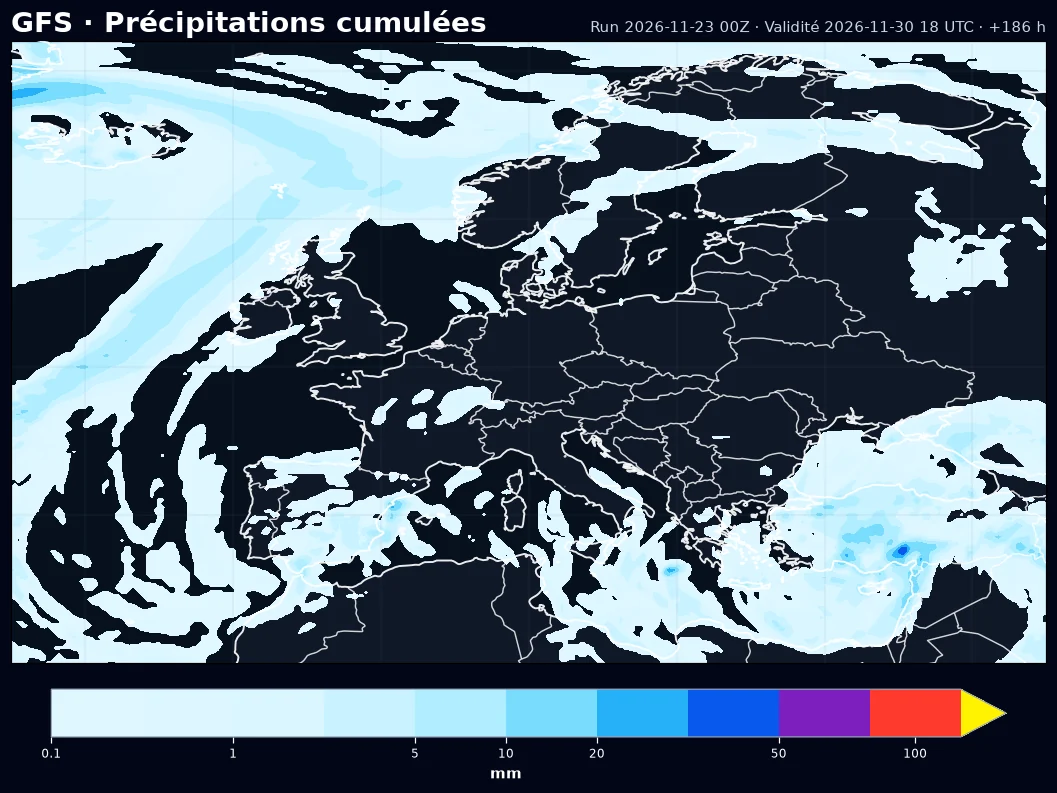 GFS · Précipitations cumulées
Run 2026-11-23 00Z · Validité 2026-11-30 18 UTC · +186 h
0.1 1 5 10 20 50 100
mm